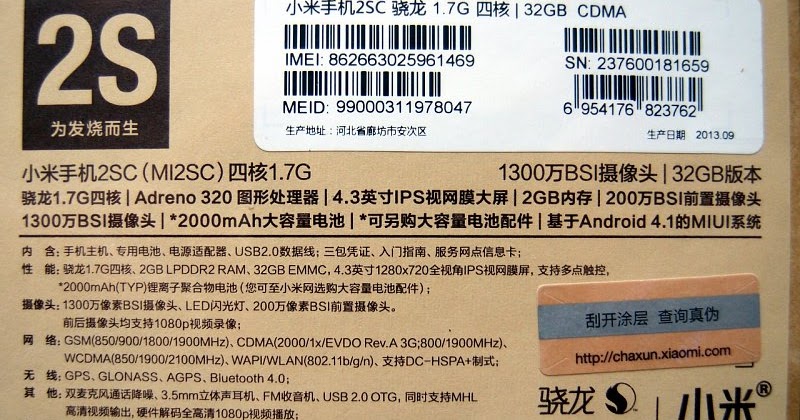 2S
为发烧而生
小米手机2SC 骁龙 1.7G 四核 | 32GB CDMA
IMEI: 862663025961469
SN: 237600181659
MEID: 99000311978047
6 954176 823762
生产地址: 河北省廊坊市安次区
生产日期 2013.09
小米手机2SC(MI2SC)四核1.7G
1300万BSI摄像头 | 32GB版本
骁龙1.7G四核 | Adreno 320 图形处理器 | 4.3英寸IPS视网膜大屏 | 2GB内存 | 200万BSI前置摄像头
1300万BSI摄像头 | *2000mAh大容量电池 | *可另购大容量电池配件 | 基于Android 4.1的MIUI系统
内 含: 手机主机、专用电池、电源适配器、USB2.0数据线; 三包凭证、入门指南、服务网点信息卡;
性 能: 骁龙1.7G四核、2GB LPDDR2 RAM、32GB EMMC, 4.3英寸1280x720全视角IPS视网膜屏, 支持多点触控,
*2000mAh(TYP)锂离子聚合物电池(您可至小米网选购大容量电池配件);
摄像头: 1300万像素BSI摄像头、LED闪光灯、200万像素BSI前置摄像头。
前后摄像头均支持1080p视频录像;
网 络: GSM(850/900/1800/1900MHz)、CDMA(2000/1x/EVDO Rev.A 3G;800/1900MHz)、
WCDMA(850/1900/2100MHz)、WAPI/WLAN(802.11b/g/n)、支持DC-HSPA+制式;
无 线: GPS、GLONASS、AGPS、Bluetooth 4.0;
其 他: 双麦克风通话降噪、3.5mm立体声耳机、FM收音机、USB 2.0 OTG, 同时支持MHL
高清视频输出, 硬件解码全高清1080p视频播放;
刮开涂层 查询真伪
http://chaxun.xiaomi.com
骁龙
小米®